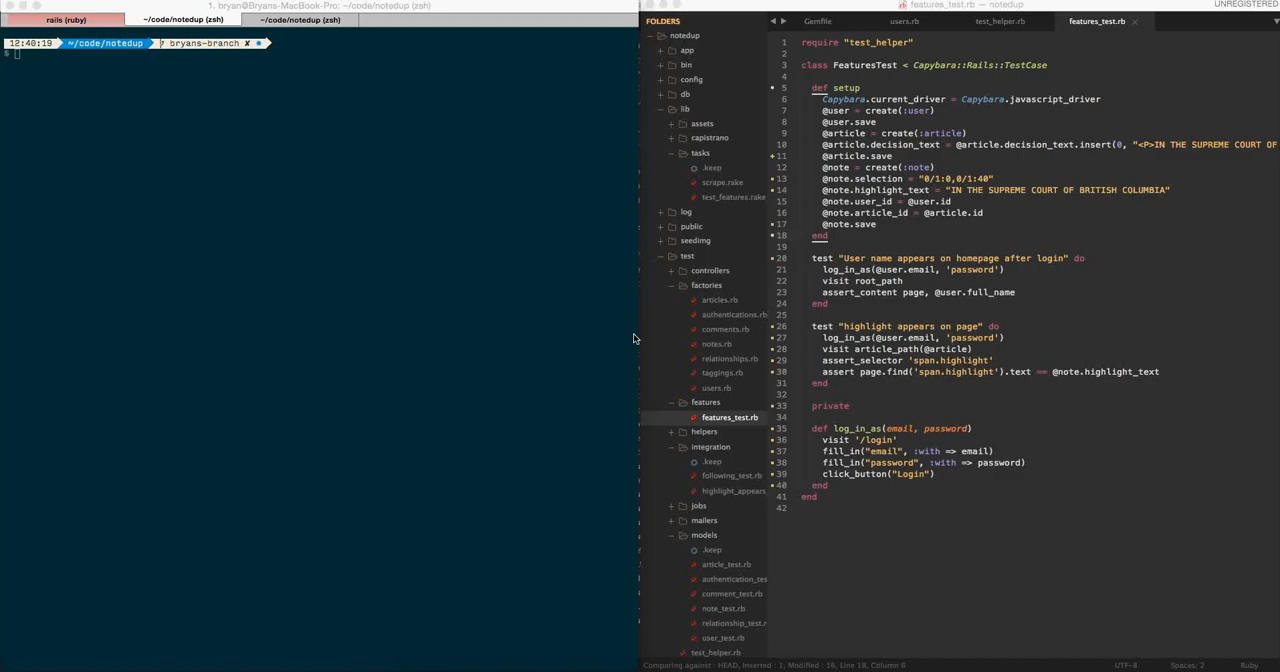 1. bryan@Bryans-MacBook-Pro: ~/code/notedup (zsh)
rails (ruby)
~/code/notedup (zsh)
~/code/notedup (zsh)
12:40:19 ~/code/notedup bryans-branch ✘
$
features_test.rb — notedup
UNREGISTERED
FOLDERS
notedup
app
bin
config
db
lib
assets
capistrano
tasks
.keep
scrape.rake
test_features.rake
log
public
seedimg
test
controllers
factories
articles.rb
authentications.rb
comments.rb
notes.rb
relationships.rb
taggings.rb
users.rb
features
features_test.rb
helpers
integration
.keep
following_test.rb
highlight_appears
jobs
mailers
models
.keep
article_test.rb
authentication_tes
comment_test.rb
note_test.rb
relationship_test.r
user_test.rb
test_helper.rb
Gemfile
users.rb
test_helper.rb
features_test.rb
1 require "test_helper"
2
3 class FeaturesTest < Capybara::Rails::TestCase
4
5 def setup
6 Capybara.current_driver = Capybara.javascript_driver
7 @user = create(:user)
8 @user.save
9 @article = create(:article)
10 @article.decision_text = @article.decision_text.insert(0, "<P>IN THE SUPREME COURT OF
11 @article.save
12 @note = create(:note)
13 @note.selection = "0/1:0,0/1:40"
14 @note.highlight_text = "IN THE SUPREME COURT OF BRITISH COLUMBIA"
15 @note.user_id = @user.id
16 @note.article_id = @article.id
17 @note.save
18 end
19
20 test "User name appears on homepage after login" do
21 log_in_as(@user.email, 'password')
22 visit root_path
23 assert_content page, @user.full_name
24 end
25
26 test "highlight appears on page" do
27 log_in_as(@user.email, 'password')
28 visit article_path(@article)
29 assert_selector 'span.highlight'
30 assert page.find('span.highlight').text == @note.highlight_text
31 end
32
33 private
34
35 def log_in_as(email, password)
36 visit '/login'
37 fill_in("email", :with => email)
38 fill_in("password", :with => password)
39 click_button("Login")
40 end
41 end
42
Comparing against : HEAD, Inserted : 1, Modified : 16, Line 18, Column 6
UTF-8
Spaces: 2
Ruby